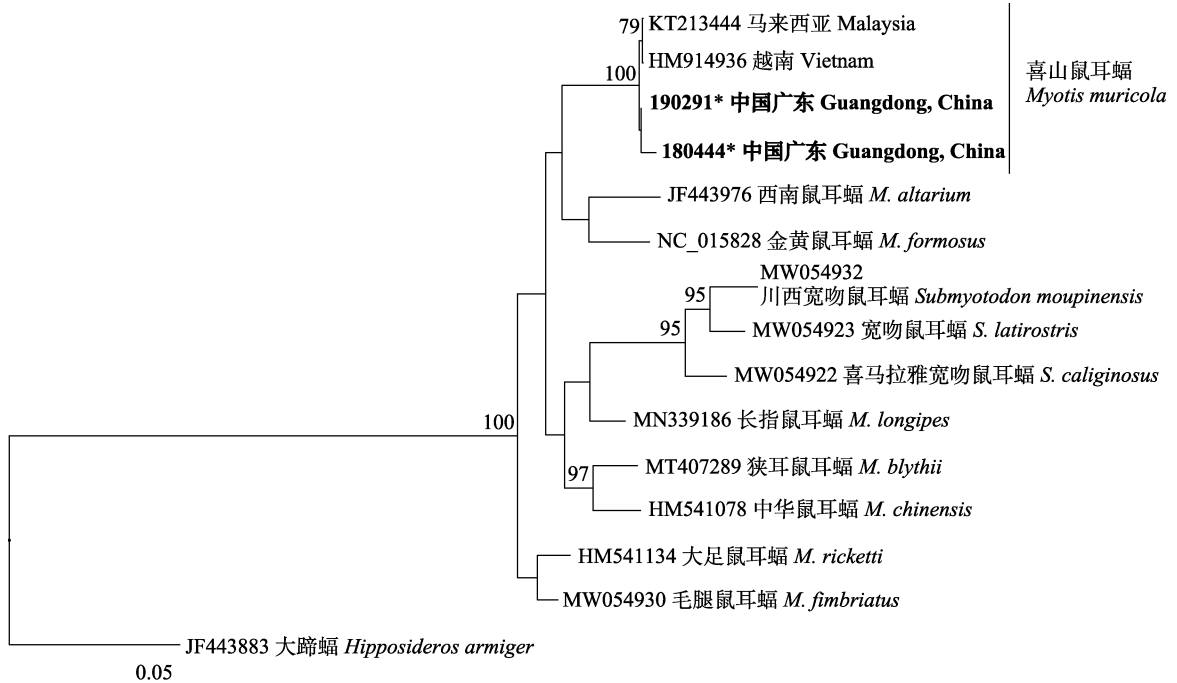 79
KT213444 马来西亚 Malaysia
HM914936 越南 Vietnam
100
190291* 中国广东 Guangdong, China
180444* 中国广东 Guangdong, China
喜山鼠耳蝠
Myotis muricola
JF443976 西南鼠耳蝠 M. altarium
NC_015828 金黄鼠耳蝠 M. formosus
MW054932
95
川西宽吻鼠耳蝠 Submyotodon moupinensis
95
MW054923 宽吻鼠耳蝠 S. latirostris
MW054922 喜马拉雅宽吻鼠耳蝠 S. caliginosus
100
MN339186 长指鼠耳蝠 M. longipes
97
MT407289 狭耳鼠耳蝠 M. blythii
HM541078 中华鼠耳蝠 M. chinensis
HM541134 大足鼠耳蝠 M. ricketti
MW054930 毛腿鼠耳蝠 M. fimbriatus
JF443883 大蹄蝠 Hipposideros armiger
0.05